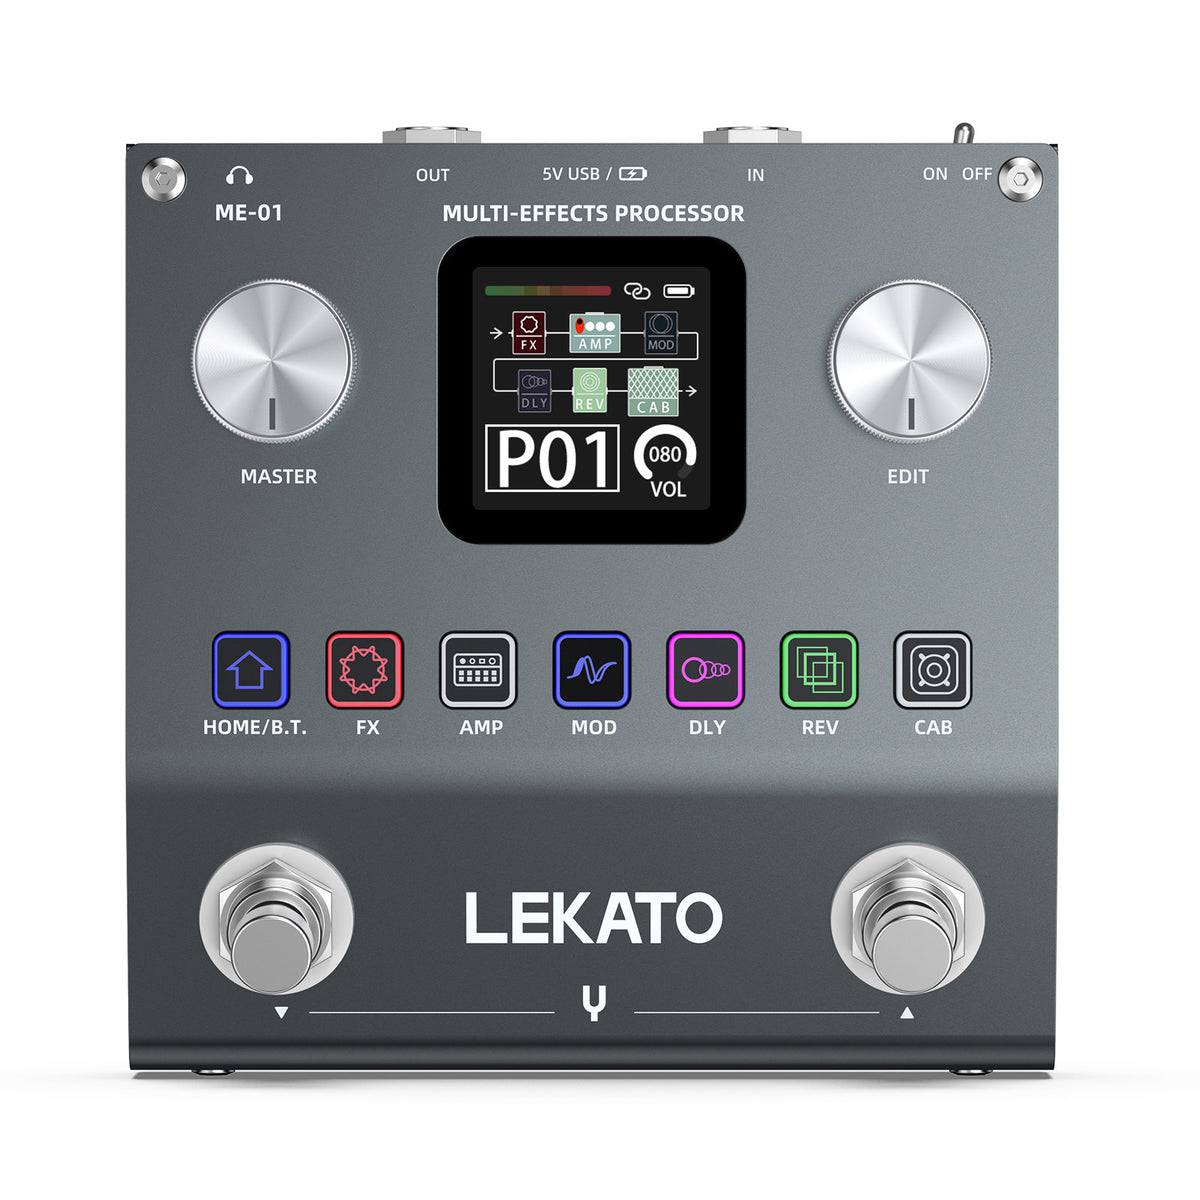 OUT 5V USB / IN ON OFF
ME-01 MULTI-EFFECTS PROCESSOR
FX AMP MOD
DLY REV CAB
P01 080
VOL
MASTER EDIT
HOME/B.T. FX AMP MOD DLY REV CAB
LEKATO